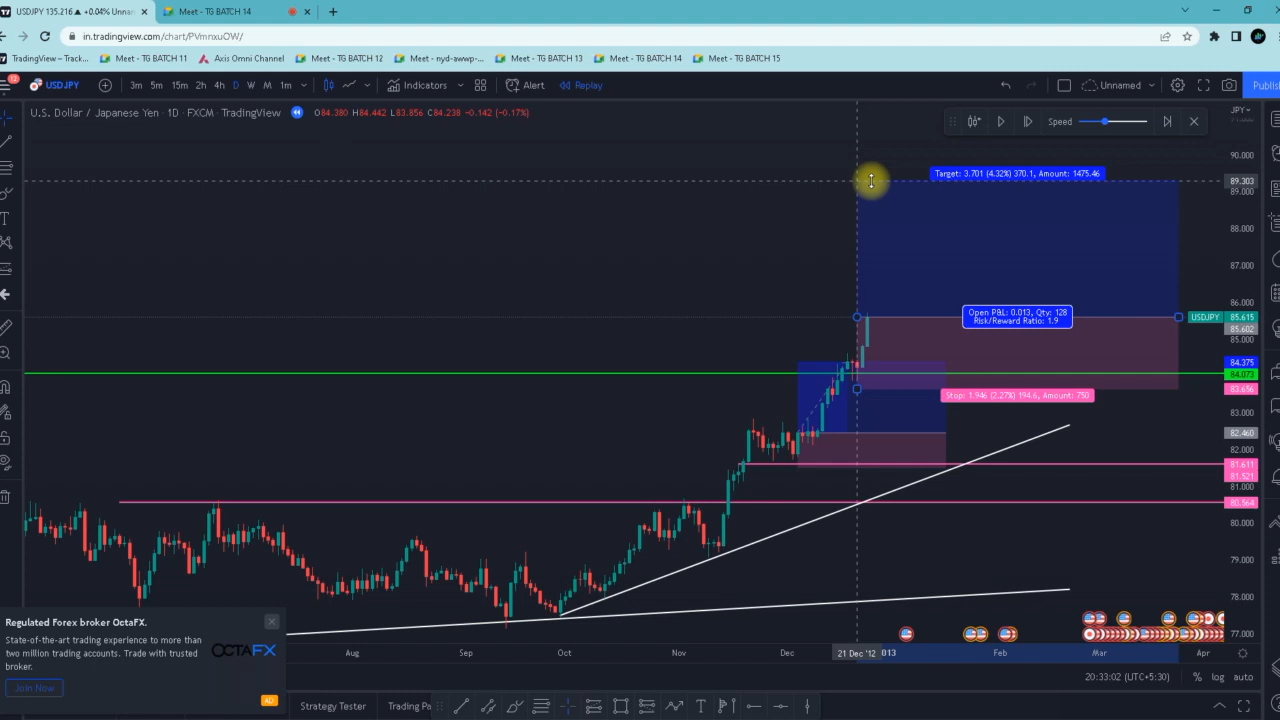 USDJPY 135.216 ▲ +0.04% Unnar
Meet - TG BATCH 14
in.tradingview.com/chart/PVmnxuOW/
TradingView – Track...
Meet - TG BATCH 11
Axis Omni Channel
Meet - TG BATCH 12
Meet - nyd-awwp-...
Meet - TG BATCH 13
Meet - TG BATCH 14
Meet - TG BATCH 15
USDJPY
3m 5m 15m 2h 4h D W M 1m
Indicators
Alert
Replay
Unnamed
Publis
U.S. Dollar / Japanese Yen · 1D · FXCM · TradingView
O84.380 H84.442 L83.856 C84.238 -0.142 (-0.17%)
Speed
JPY
90.000
89.303
89.000
88.000
87.000
86.000
USDJPY 85.615
85.602
85.000
84.375
84.073
83.656
83.000
82.460
82.000
81.611
81.521
81.000
80.564
80.000
79.000
78.000
77.000
Target: 3.701 (4.32%) 370.1, Amount: 1475.46
Open P&L: 0.013, Qty: 128
Risk/Reward Ratio: 1.9
Stop: 1.946 (2.27%) 194.6, Amount: 750
Regulated Forex broker OctaFX.
State-of-the-art trading experience to more than
two million trading accounts. Trade with trusted
broker.
OCTAFX
Join Now
AD
Aug Sep Oct Nov Dec 21 Dec '12 013 Feb Mar Apr
20:33:02 (UTC+5:30)
% log auto
Strategy Tester
Trading Pa